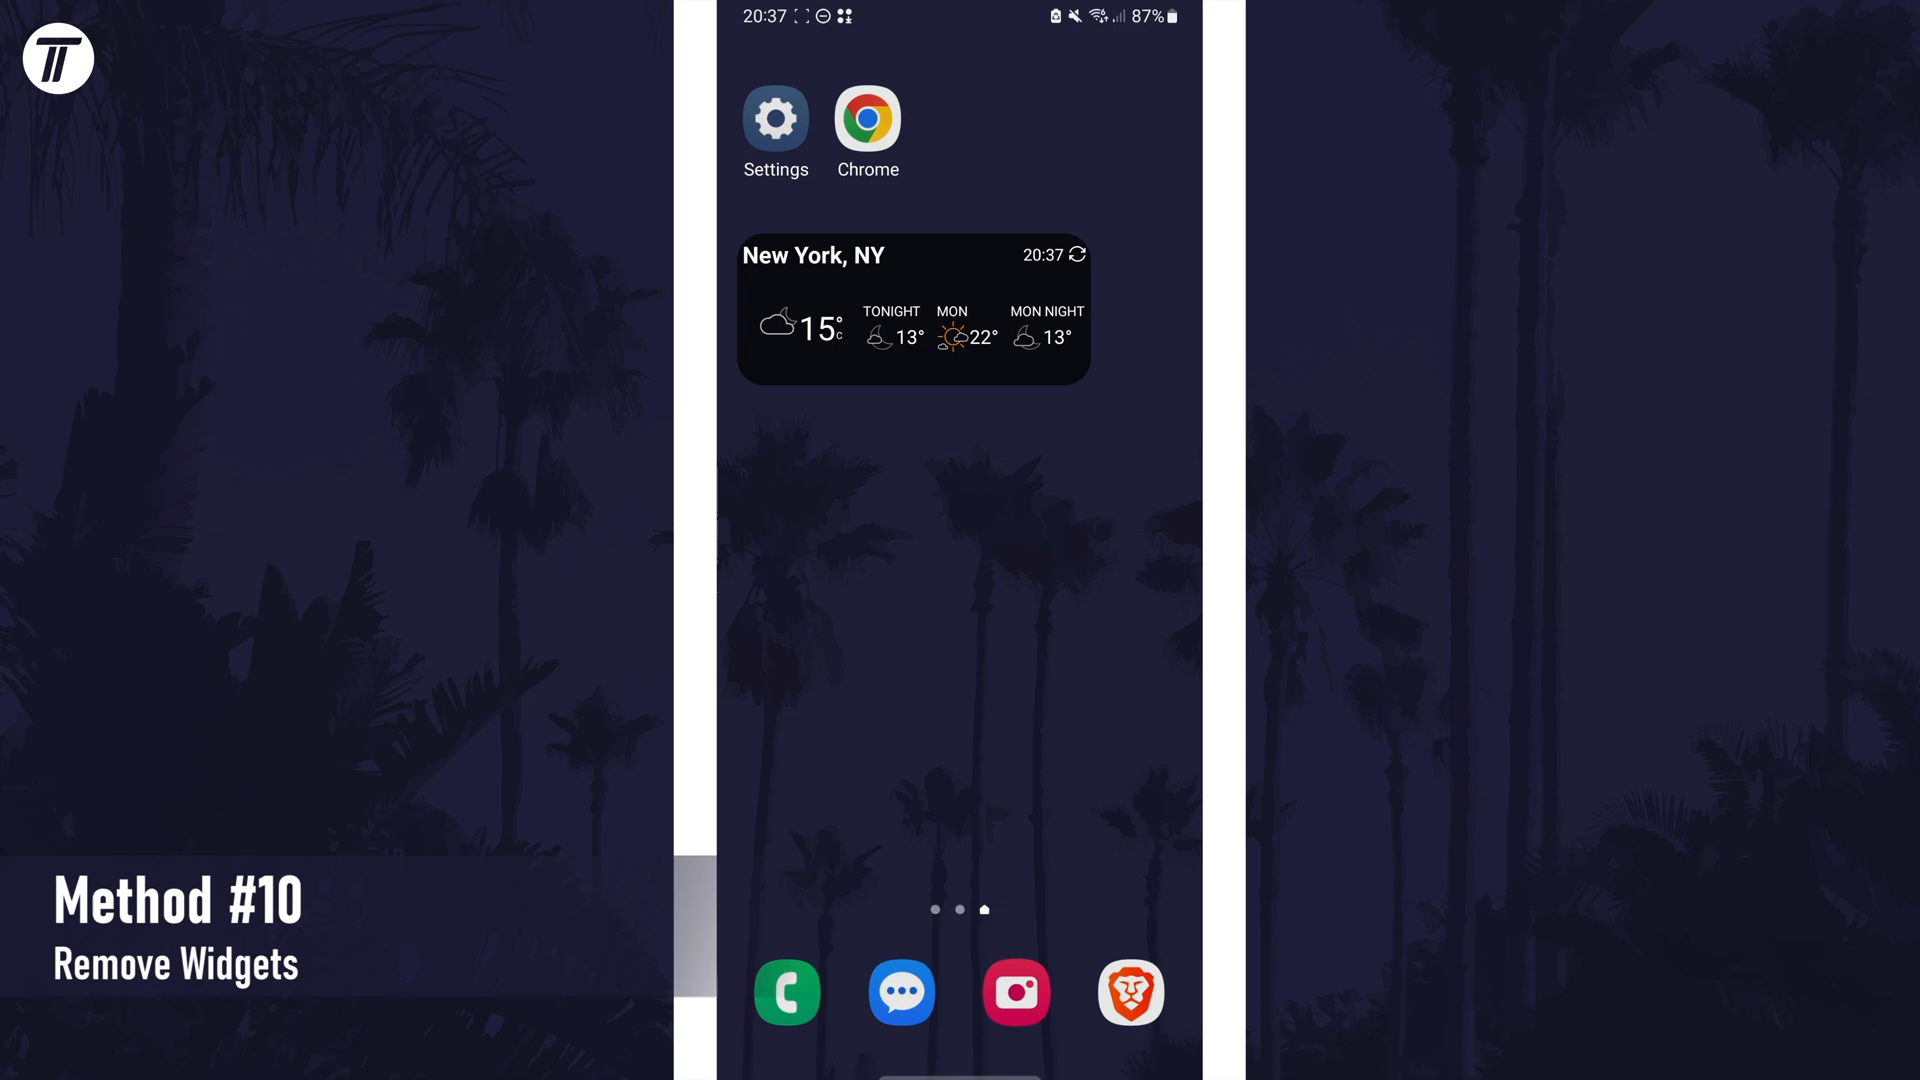 20:37 87%
Settings Chrome
New York, NY 20:37
15°C
TONIGHT MON MON NIGHT
13° 22° 13°
Method #10
Remove Widgets